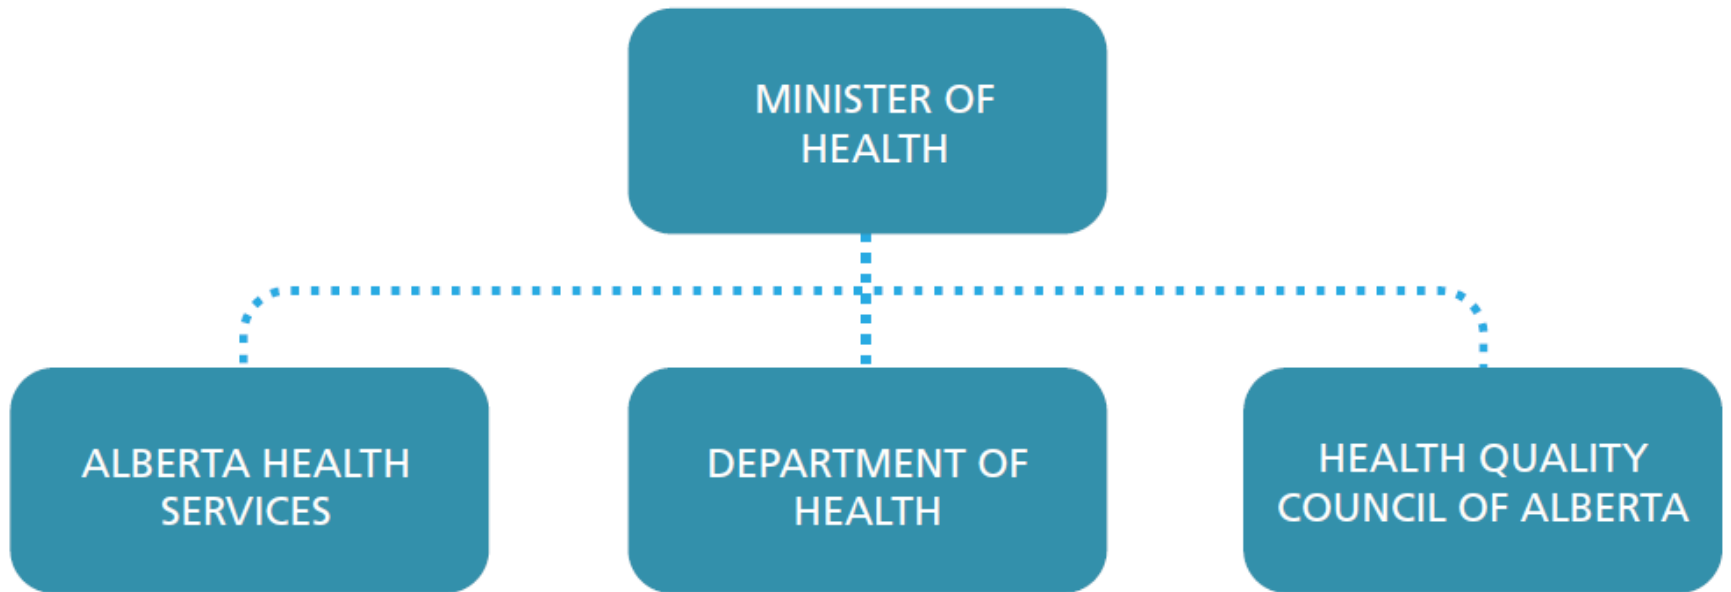 MINISTER OF
HEALTH
ALBERTA HEALTH
SERVICES
DEPARTMENT OF
HEALTH
HEALTH QUALITY
COUNCIL OF ALBERTA